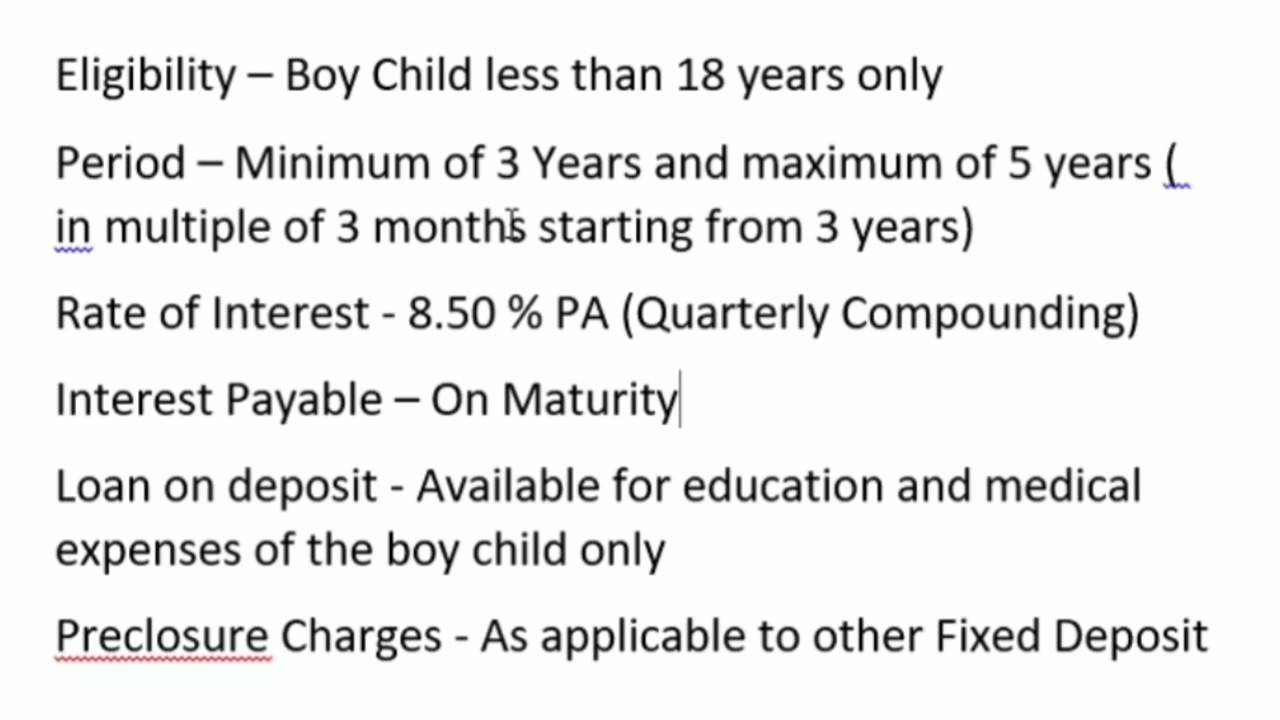 Eligibility – Boy Child less than 18 years only
Period – Minimum of 3 Years and maximum of 5 years (
in multiple of 3 months starting from 3 years)
Rate of Interest - 8.50 % PA (Quarterly Compounding)
Interest Payable – On Maturity
Loan on deposit - Available for education and medical
expenses of the boy child only
Preclosure Charges - As applicable to other Fixed Deposit